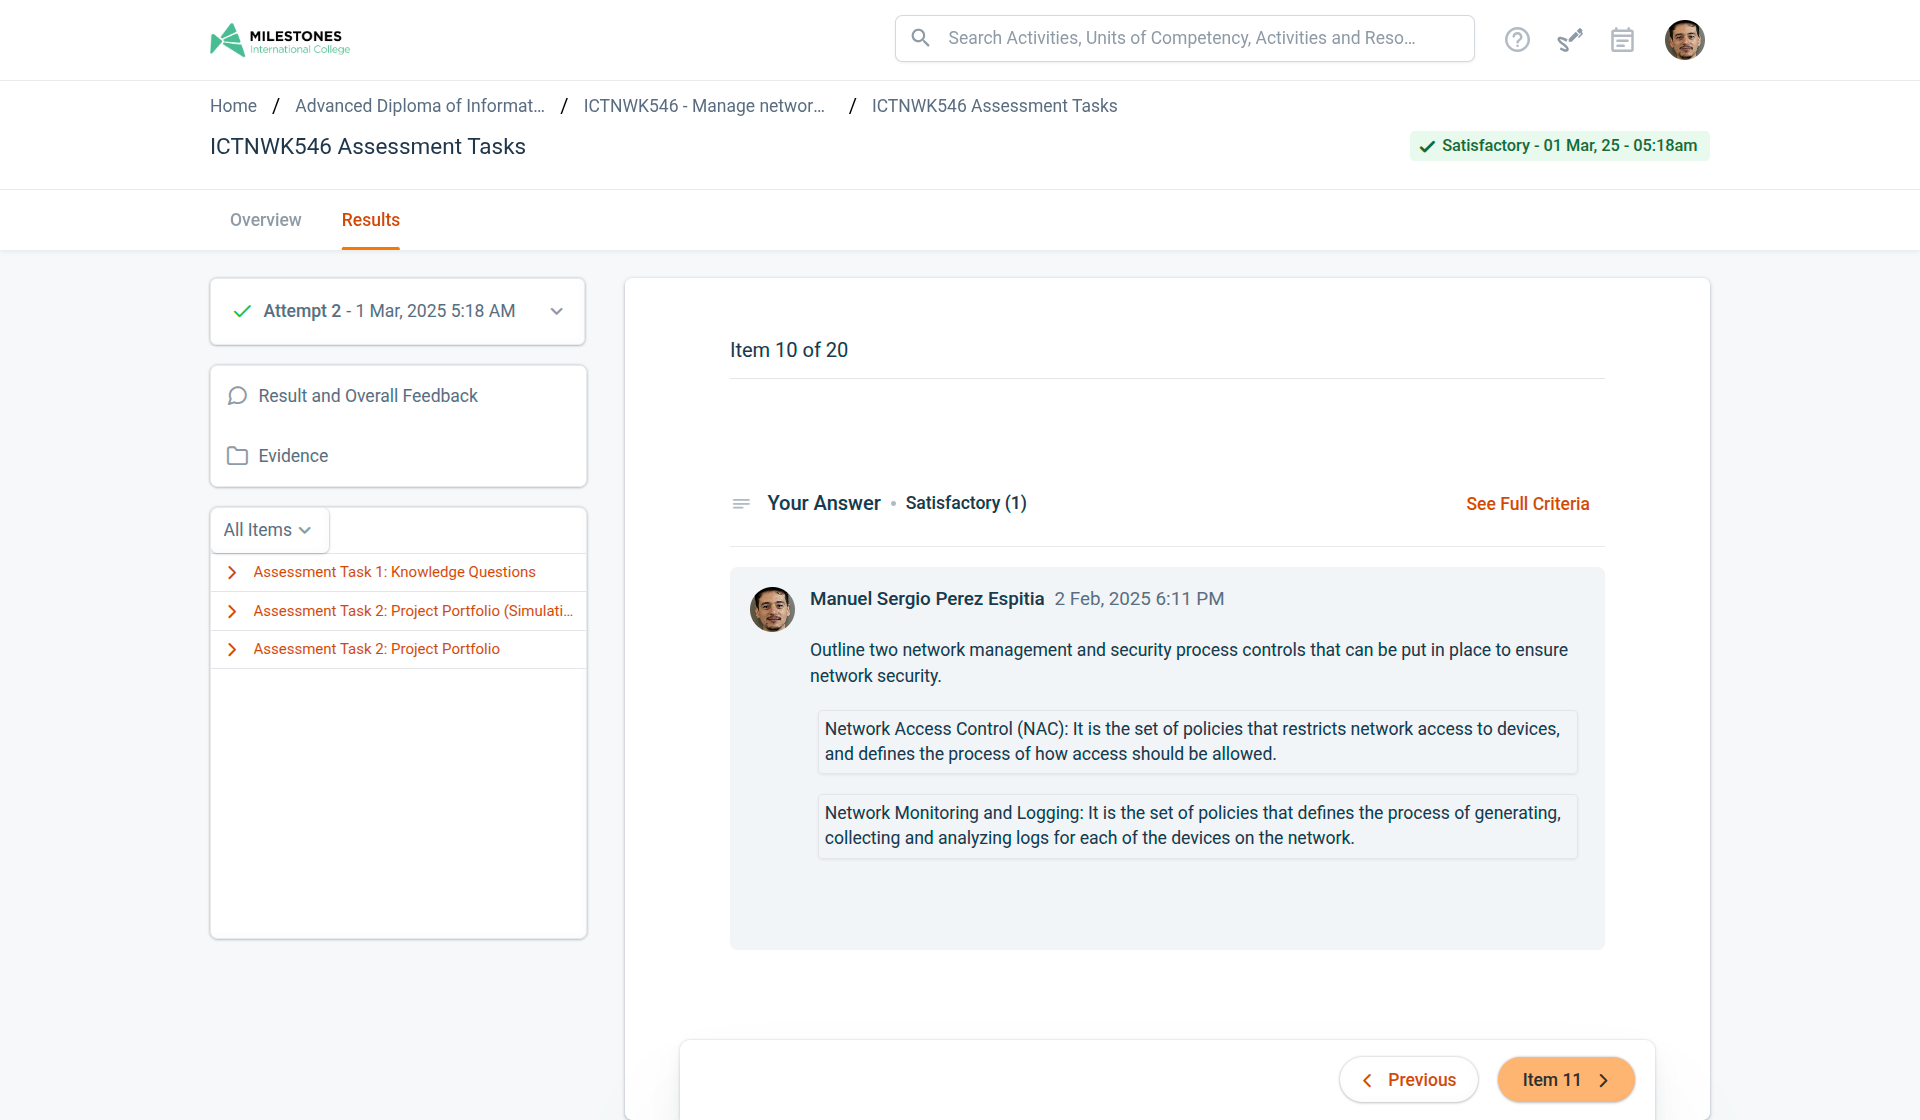 MILESTONES
International College
Search Activities, Units of Competency, Activities and Reso...
Home / Advanced Diploma of Informat... / ICTNWK546 - Manage networ... / ICTNWK546 Assessment Tasks
ICTNWK546 Assessment Tasks
Satisfactory - 01 Mar, 25 - 05:18am
Overview
Results
Attempt 2 - 1 Mar, 2025 5:18 AM
Result and Overall Feedback
Evidence
All Items
Assessment Task 1: Knowledge Questions
Assessment Task 2: Project Portfolio (Simulati...
Assessment Task 2: Project Portfolio
Item 10 of 20
Your Answer • Satisfactory (1)
See Full Criteria
Manuel Sergio Perez Espitia 2 Feb, 2025 6:11 PM
Outline two network management and security process controls that can be put in place to ensure
network security.
Network Access Control (NAC): It is the set of policies that restricts network access to devices,
and defines the process of how access should be allowed.
Network Monitoring and Logging: It is the set of policies that defines the process of generating,
collecting and analyzing logs for each of the devices on the network.
Previous
Item 11